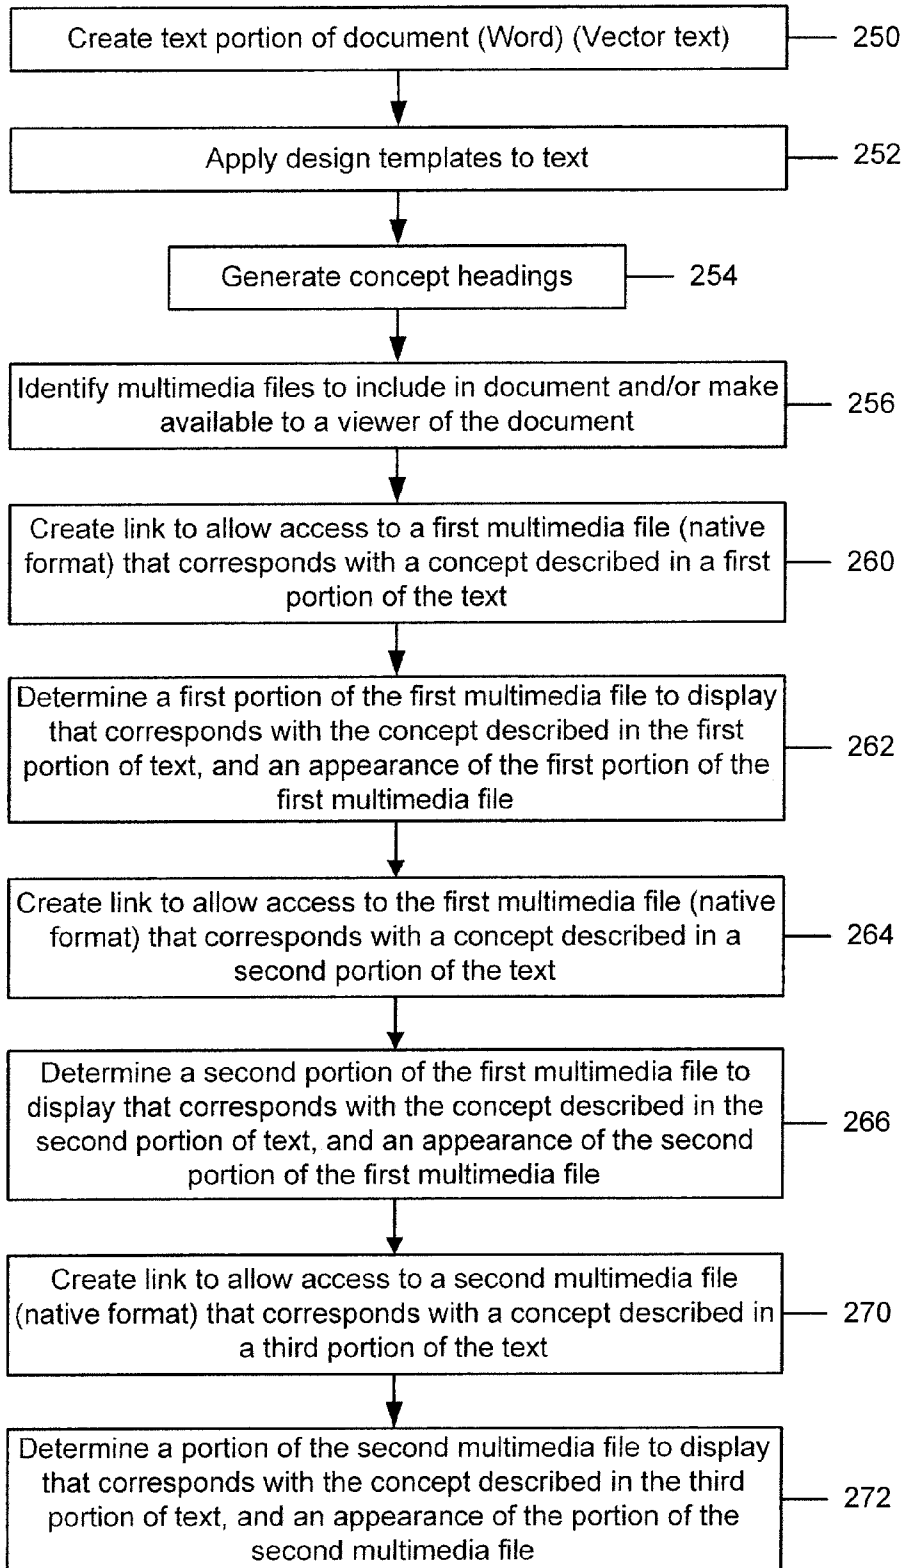 Create text portion of document (Word) (Vector text)
250
Apply design templates to text
252
Generate concept headings
254
Identify multimedia files to include in document and/or make
available to a viewer of the document
256
Create link to allow access to a first multimedia file (native
format) that corresponds with a concept described in a first
portion of the text
260
Determine a first portion of the first multimedia file to display
that corresponds with the concept described in the first
portion of text, and an appearance of the first portion of the
first multimedia file
262
Create link to allow access to the first multimedia file (native
format) that corresponds with a concept described in a
second portion of the text
264
Determine a second portion of the first multimedia file to
display that corresponds with the concept described in the
second portion of text, and an appearance of the second
portion of the first multimedia file
266
Create link to allow access to a second multimedia file
(native format) that corresponds with a concept described in
a third portion of the text
270
Determine a portion of the second multimedia file to display
that corresponds with the concept described in the third
portion of text, and an appearance of the portion of the
second multimedia file
272